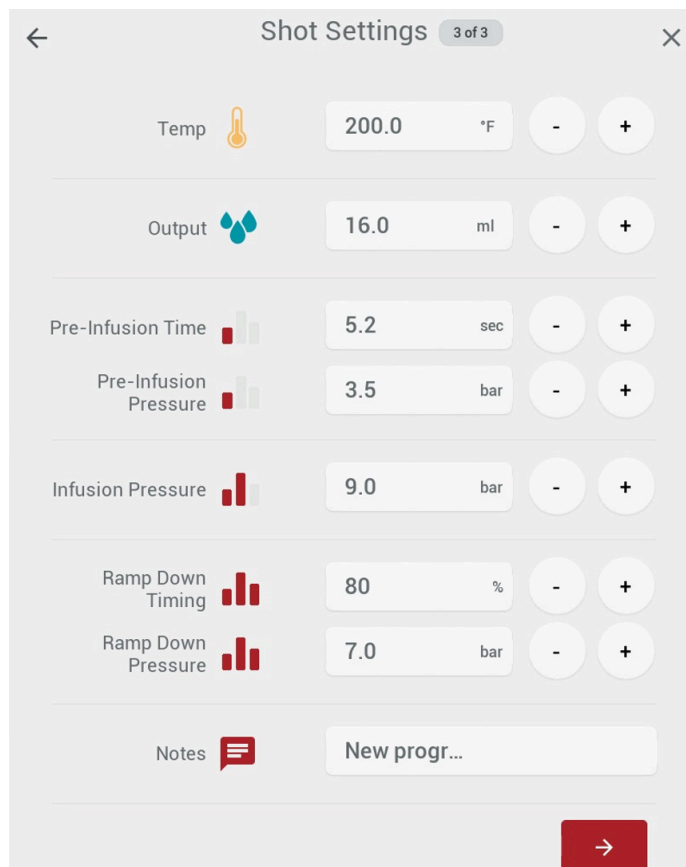 Shot Settings 3 of 3
Temp 200.0 °F - +
Output 16.0 ml - +
Pre-Infusion Time 5.2 sec - +
Pre-Infusion
Pressure 3.5 bar - +
Infusion Pressure 9.0 bar - +
Ramp Down
Timing 80 % - +
Ramp Down
Pressure 7.0 bar - +
Notes New progr...